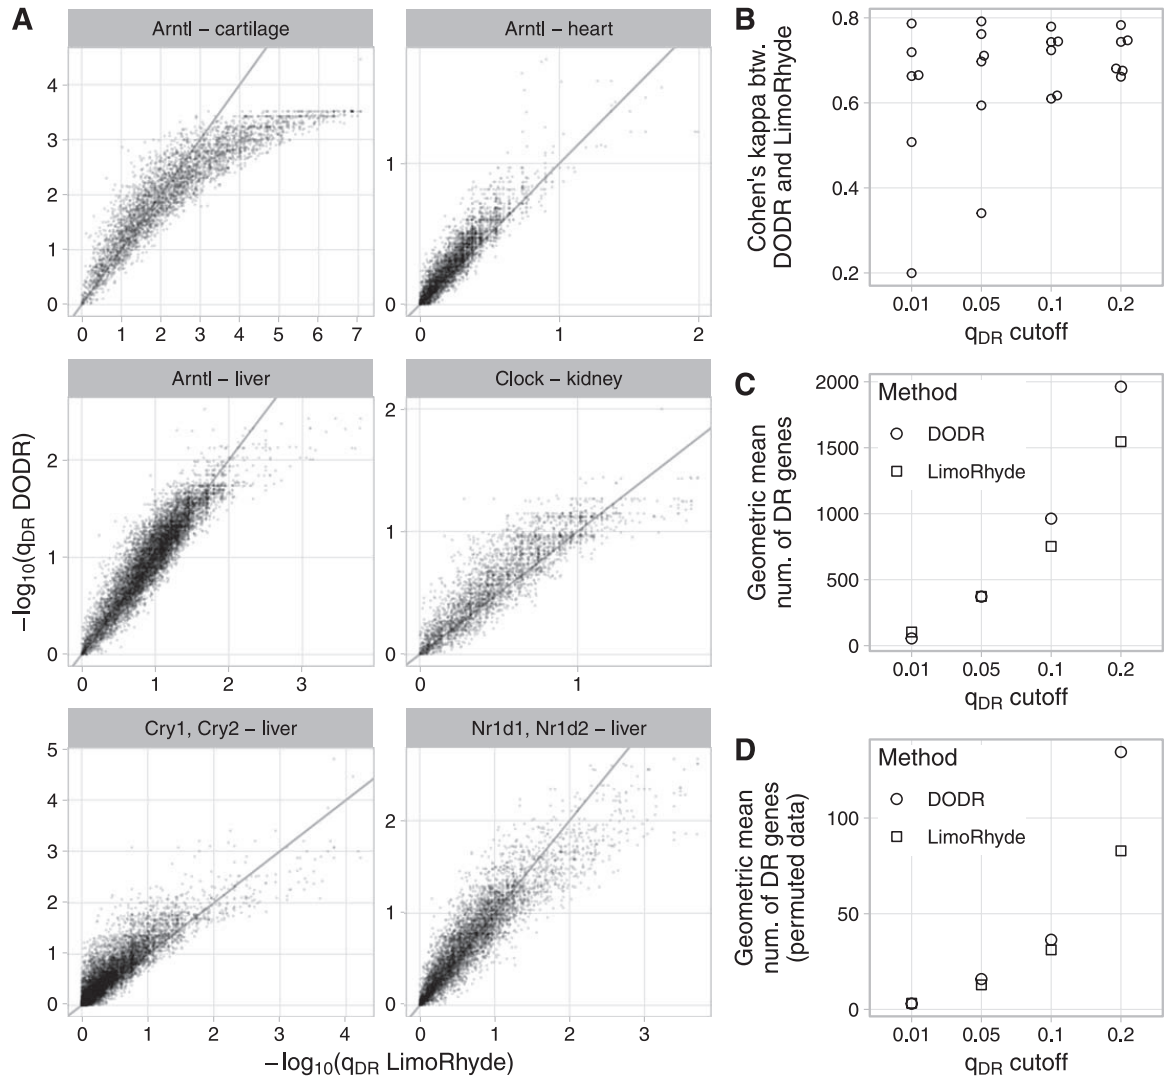 A
Arntl – cartilage
4
3
2
1
0
0 1 2 3 4 5 6 7
Arntl – heart
1
0
0 1 2
Arntl – liver
2
1
0
0 1 2 3
Clock – kidney
2
1
0
0 1
Cry1, Cry2 – liver
5
4
3
2
1
0
0 1 2 3 4
Nr1d1, Nr1d2 – liver
2
1
0
0 1 2 3
−log10(qDR DODR)
−log10(qDR LimoRhyde)
B
Cohen's kappa btw.
DODR and LimoRhyde
0.8
0.6
0.4
0.2
0.01 0.05 0.1 0.2
qDR cutoff
C
Geometric mean
num. of DR genes
2000
1500
1000
500
0
Method
DODR
LimoRhyde
0.01 0.05 0.1 0.2
qDR cutoff
D
Geometric mean
num. of DR genes
(permuted data)
100
50
0
Method
DODR
LimoRhyde
0.01 0.05 0.1 0.2
qDR cutoff